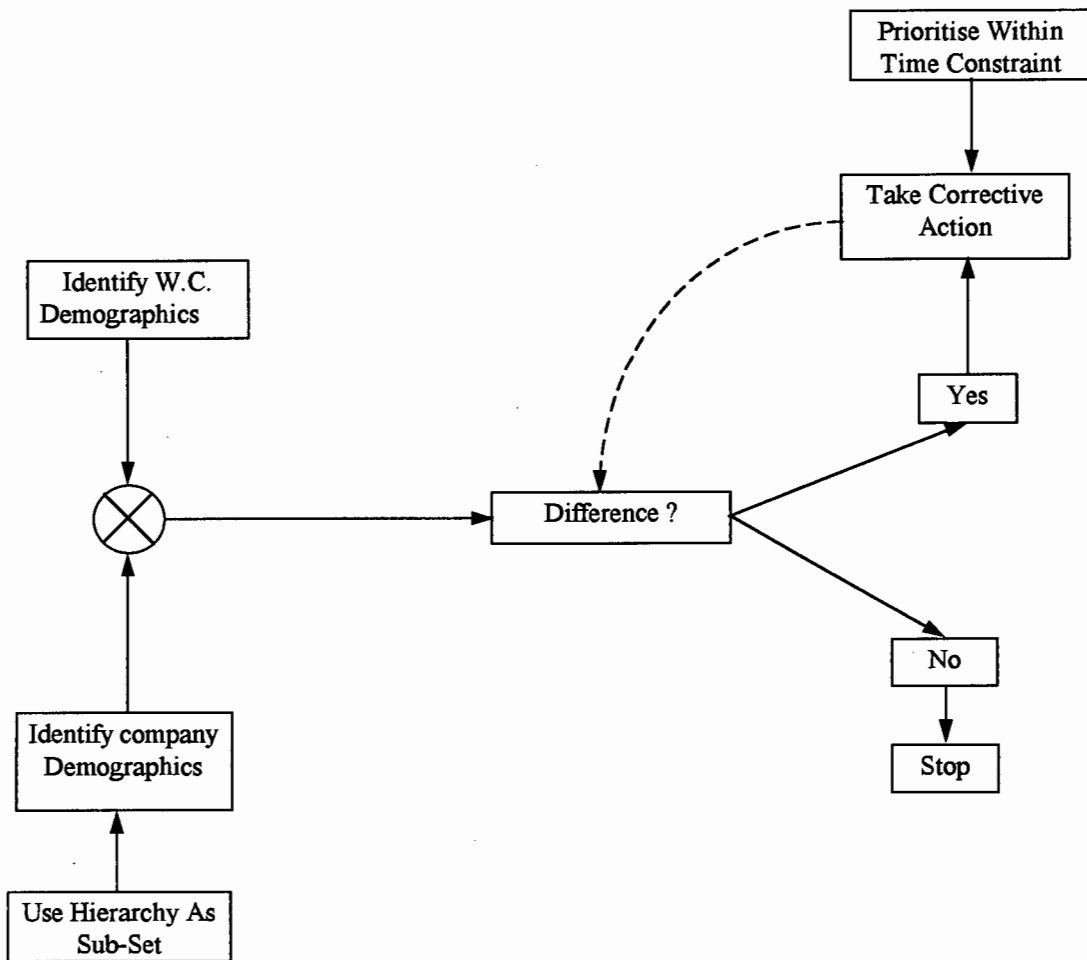 Prioritise Within
Time Constraint
Take Corrective
Action
Identify W.C.
Demographics
Yes
Difference ?
No
Identify company
Demographics
Stop
Use Hierarchy As
Sub-Set